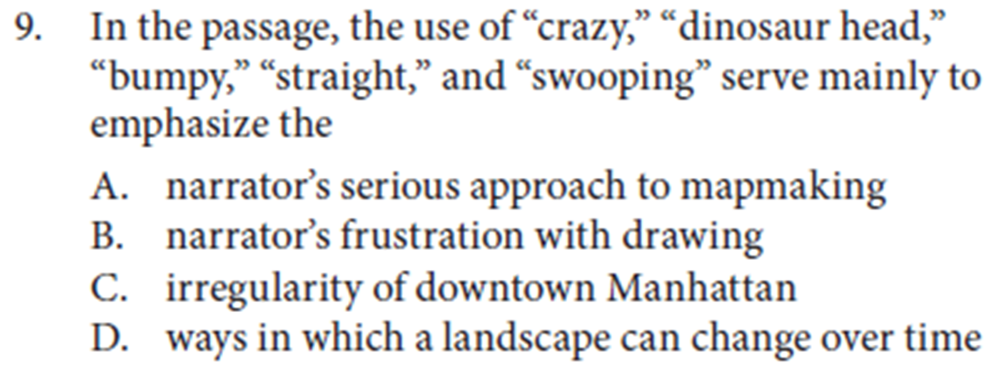 9. In the passage, the use of “crazy,” “dinosaur head,”
“bumpy,” “straight,” and “swooping” serve mainly to
emphasize the
A. narrator’s serious approach to mapmaking
B. narrator’s frustration with drawing
C. irregularity of downtown Manhattan
D. ways in which a landscape can change over time